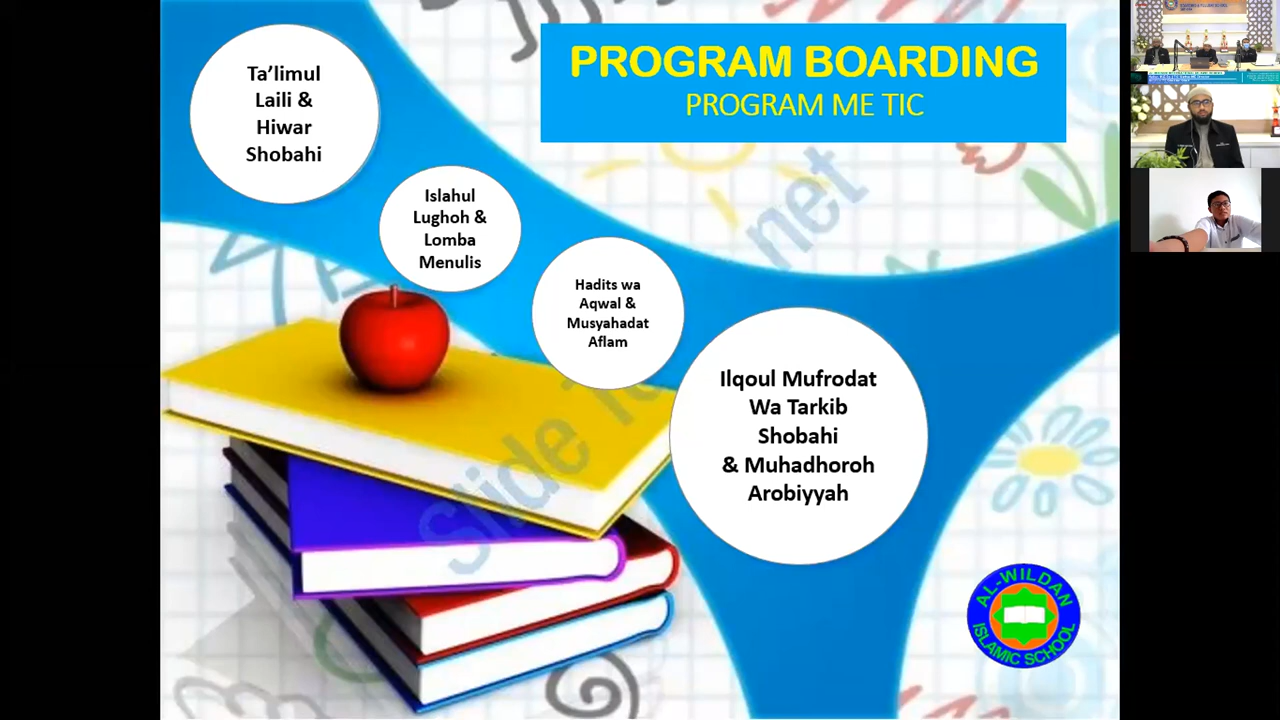 PROGRAM BOARDING
PROGRAM ME TIC
Ta’limul
Laili &
Hiwar
Shobahi
Islahul
Lughoh &
Lomba
Menulis
Hadits wa
Aqwal &
Musyahadat
Aflam
Ilqoul Mufrodat
Wa Tarkib
Shobahi
& Muhadhoroh
Arobiyyah
AL-WILDAN
ISLAMIC SCHOOL